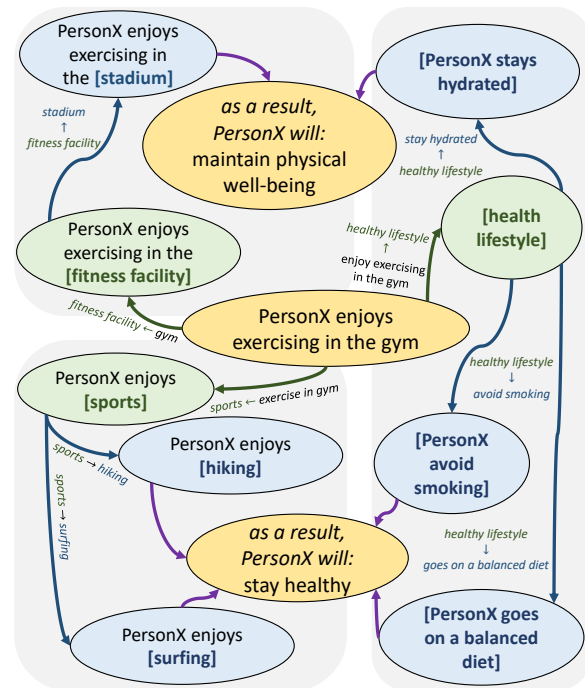 PersonX enjoys
exercising in
the [stadium]
[PersonX stays
hydrated]
as a result,
PersonX will:
maintain physical
well-being
stadium
↑
fitness facility
stay hydrated
↑
healthy lifestyle
PersonX enjoys
exercising in the
[fitness facility]
healthy lifestyle
↑
enjoy exercising
in the gym
[health
lifestyle]
fitness facility ← gym
PersonX enjoys
exercising in the gym
PersonX enjoys
[sports]
sports ← exercise in gym
healthy lifestyle
↓
avoid smoking
sports → hiking
PersonX enjoys
[hiking]
[PersonX
avoid
smoking]
sports → surfing
as a result,
PersonX will:
stay healthy
healthy lifestyle
↓
goes on a balanced diet
PersonX enjoys
[surfing]
[PersonX goes
on a balanced
diet]